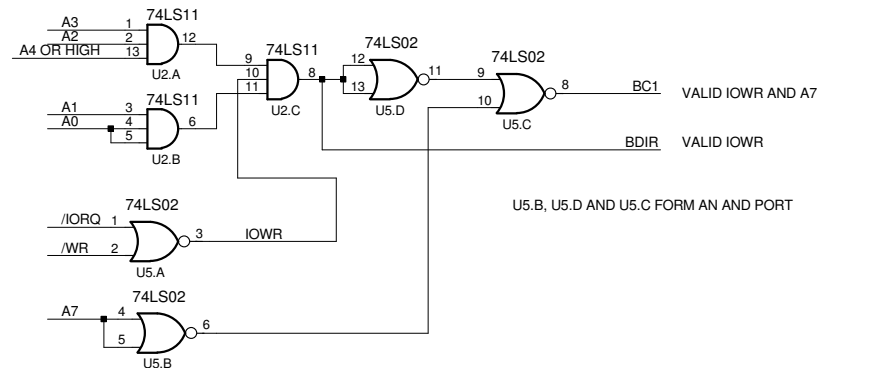 74LS11
A3 1
A2 2 12
A4 OR HIGH 13
U2.A
74LS11
9
10 8
11
U2.C
74LS02
12 11
13
U5.D
74LS02
9 8
10
U5.C
BC1 VALID IOWR AND A7
BDIR VALID IOWR
74LS11
A1 3
A0 4 6
5
U2.B
U5.B, U5.D AND U5.C FORM AN AND PORT
74LS02
/IORQ 1
3 IOWR
/WR 2
U5.A
74LS02
A7 4
6
5
U5.B